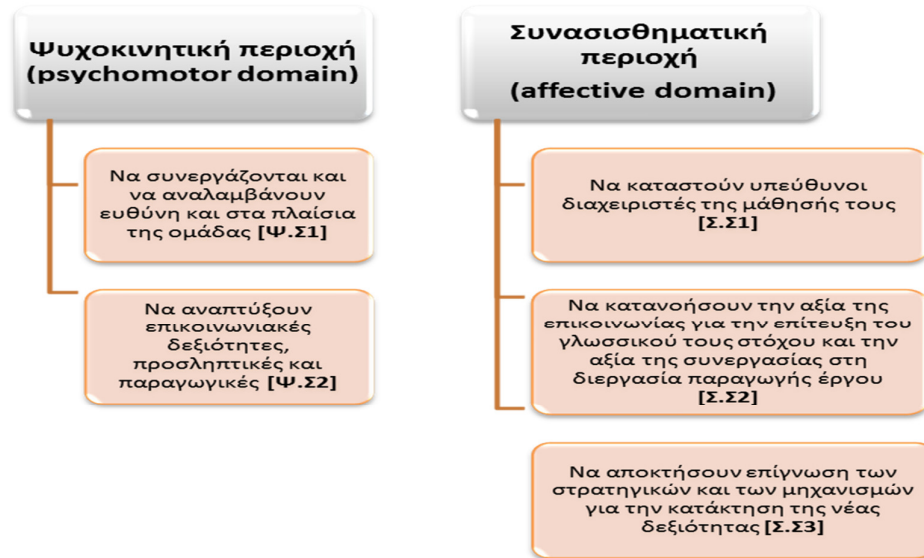 Ψυχοκινητική περιοχή
(psychomotor domain)
Να συνεργάζονται και
να αναλαμβάνουν
ευθύνη και στα πλαίσια
της ομάδας [Ψ.Σ1]
Να αναπτύξουν
επικοινωνιακές
δεξιότητες,
προσληπτικές και
παραγωγικές [Ψ.Σ2]
Συνασισθηματική
περιοχή
(affective domain)
Να καταστούν υπεύθυνοι
διαχειριστές της μάθησής τους
[Σ.Σ1]
Να κατανοήσουν την αξία της
επικοινωνίας για την επίτευξη του
γλωσσικού τους στόχου και την
αξία της συνεργασίας στη
διεργασία παραγωγής έργου
[Σ.Σ2]
Να αποκτήσουν επίγνωση των
στρατηγικών και των μηχανισμών
για την κατάκτηση της νέας
δεξιότητας [Σ.Σ3]